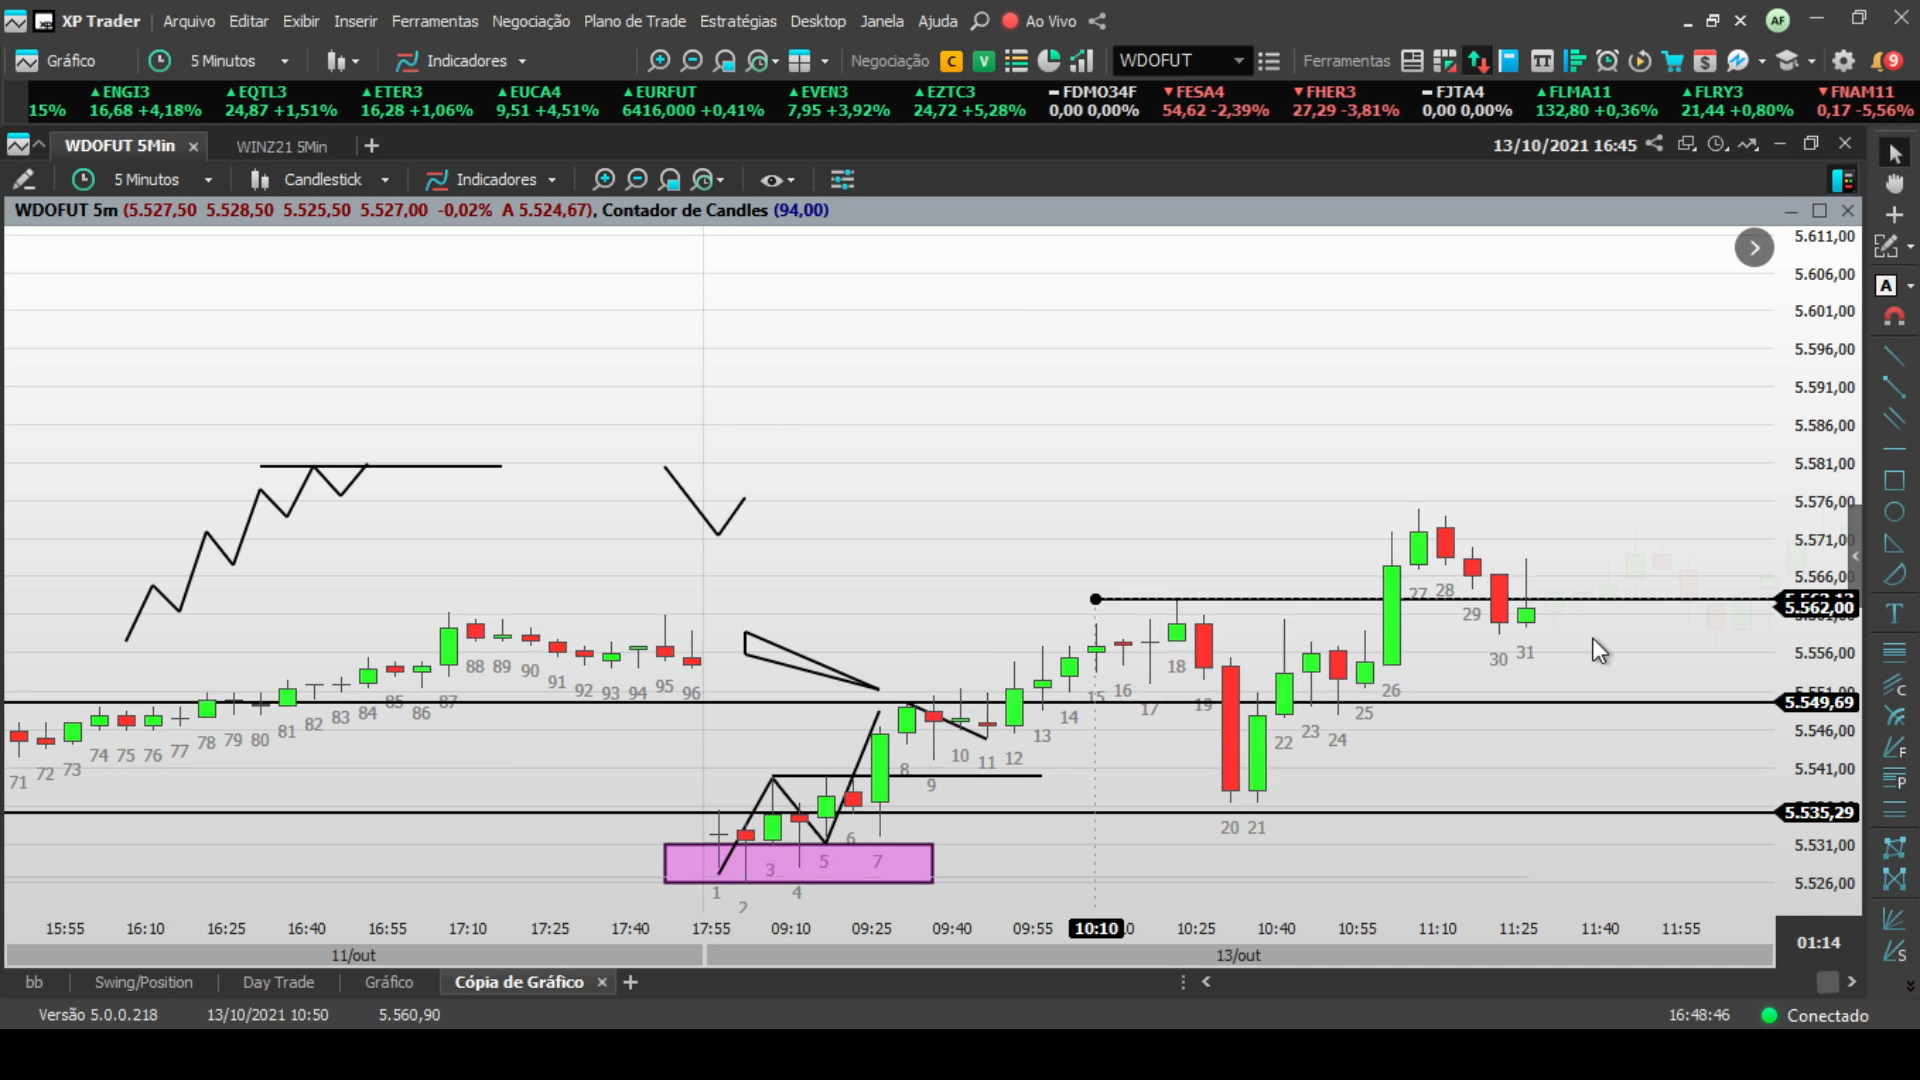 XP Trader Arquivo Editar Exibir Inserir Ferramentas Negociação Plano de Trade Estratégias Desktop Janela Ajuda Ao Vivo AF
Gráfico 5 Minutos Indicadores Negociação C V WDOFUT Ferramentas 9
ENGI3 EQTL3 ETER3 EUCA4 EURFUT EVEN3 EZTC3 FDMO34F FESA4 FHER3 FJTA4 FLMA11 FLRY3 FNAM11
15% 16,68 +4,18% 24,87 +1,51% 16,28 +1,06% 9,51 +4,51% 6416,000 +0,41% 7,95 +3,92% 24,72 +5,28% 0,00 0,00% 54,62 -2,39% 27,29 -3,81% 0,00 0,00% 132,80 +0,36% 21,44 +0,80% 0,17 -5,56%
WDOFUT 5Min WINZ21 5Min 13/10/2021 16:45
5 Minutos Candlestick Indicadores
WDOFUT 5m (5.527,50 5.528,50 5.525,50 5.527,00 -0,02% A 5.524,67), Contador de Candles (94,00)
5.611,00
5.606,00
5.601,00
5.596,00
5.591,00
5.586,00
5.581,00
5.576,00
5.571,00
5.566,00
5.562,00
5.556,00
5.549,69
5.546,00
5.541,00
5.535,29
5.531,00
5.526,00
71 72 73 74 75 76 77 78 79 80 81 82 83 84 85 86 87 88 89 90 91 92 93 94 95 96
1 2 3 4 5 6 7 8 9 10 11 12 13 14 15 16 17 18 19 20 21 22 23 24 25 26 27 28 29 30 31
15:55 16:10 16:25 16:40 16:55 17:10 17:25 17:40 17:55 09:10 09:25 09:40 09:55 10:10 10:25 10:40 10:55 11:10 11:25 11:40 11:55
11/out 13/out
01:14
bb Swing/Position Day Trade Gráfico Cópia de Gráfico
Versão 5.0.0.218 13/10/2021 10:50 5.560,90 16:48:46 Conectado